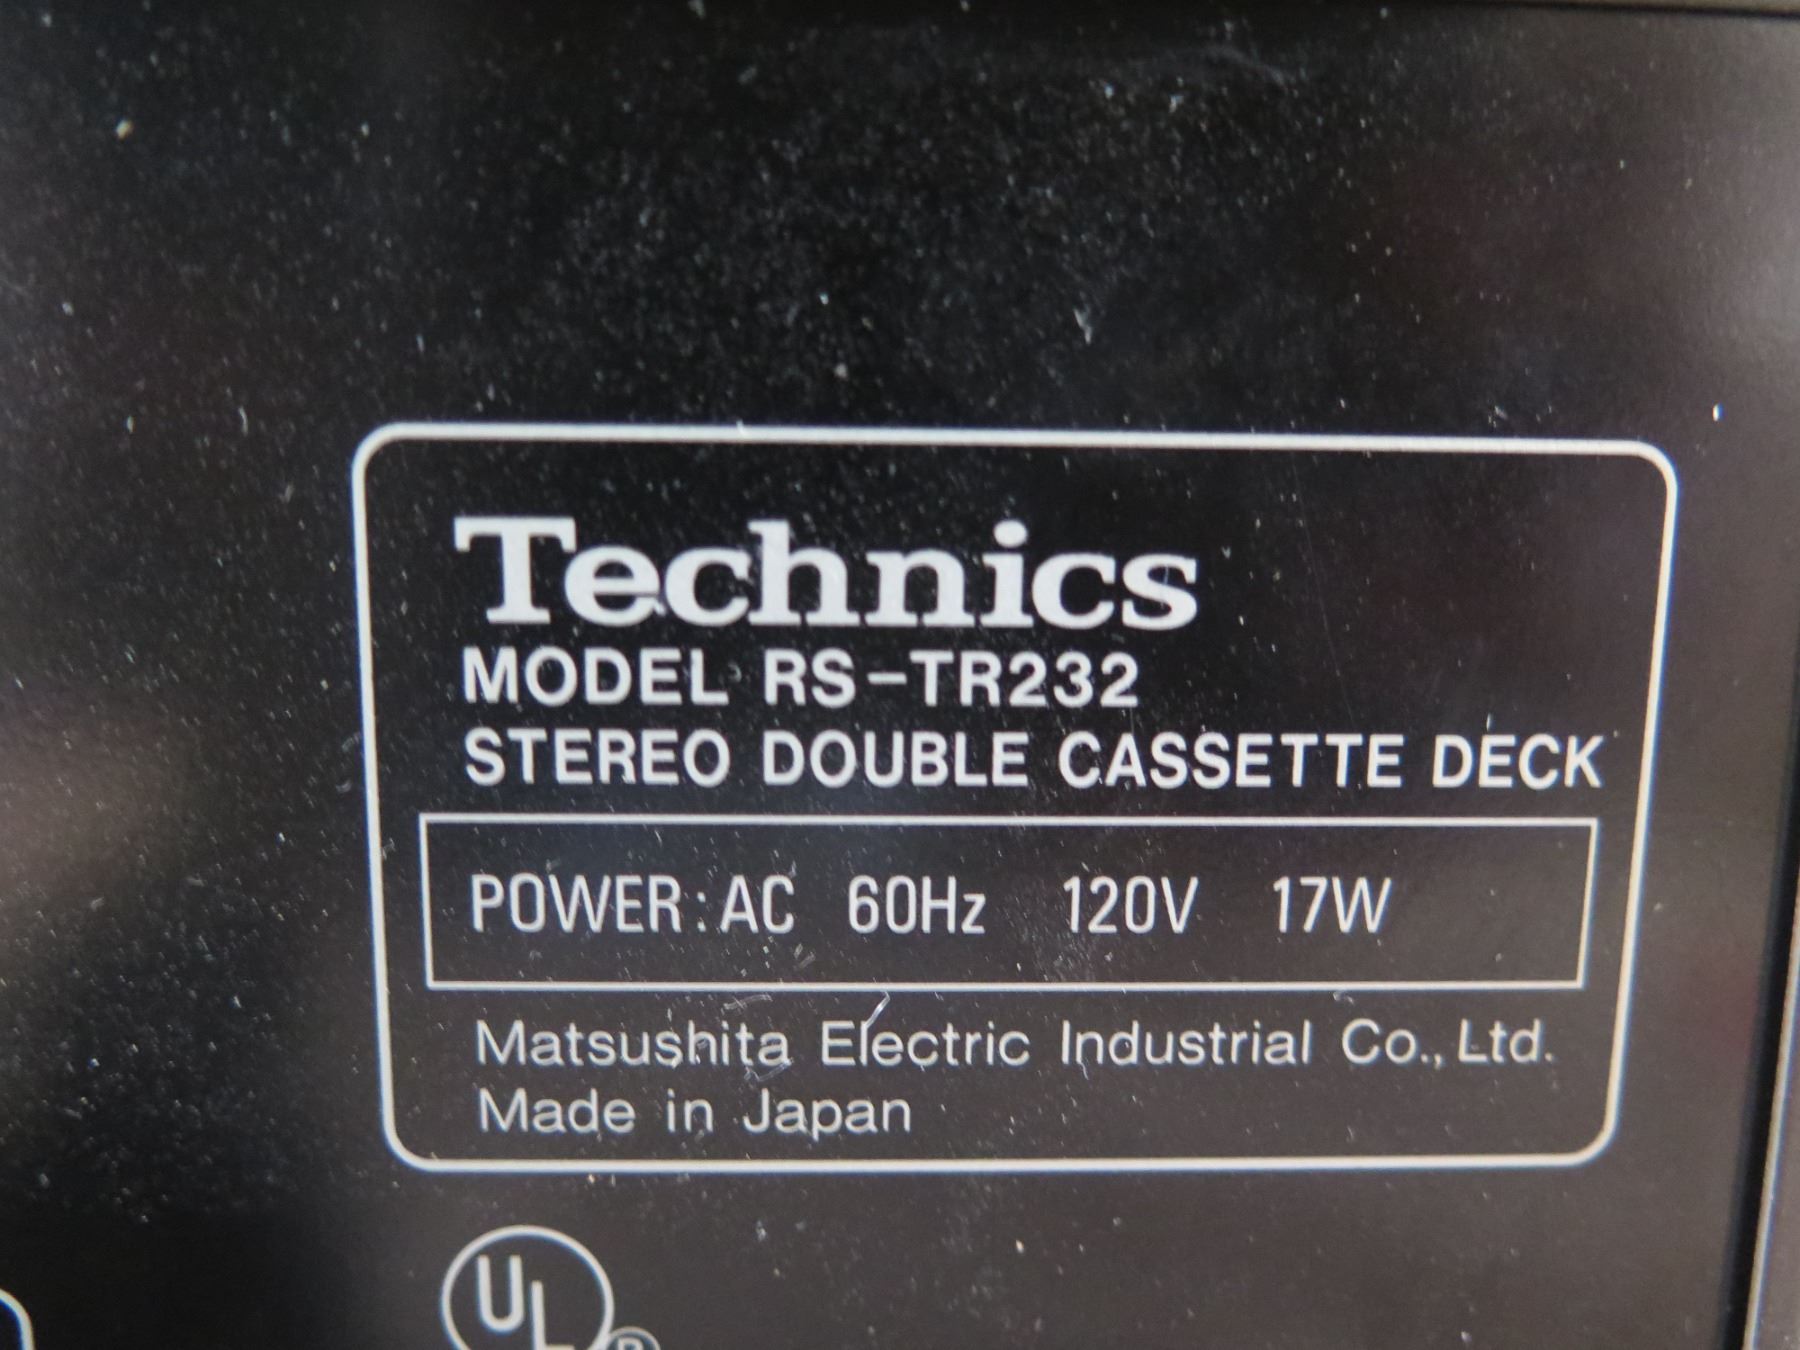 Technics
MODEL RS-TR232
STEREO DOUBLE CASSETTE DECK
POWER: AC 60Hz 120V 17W
Matsushita Electric Industrial Co., Ltd.
Made in Japan
UL ®